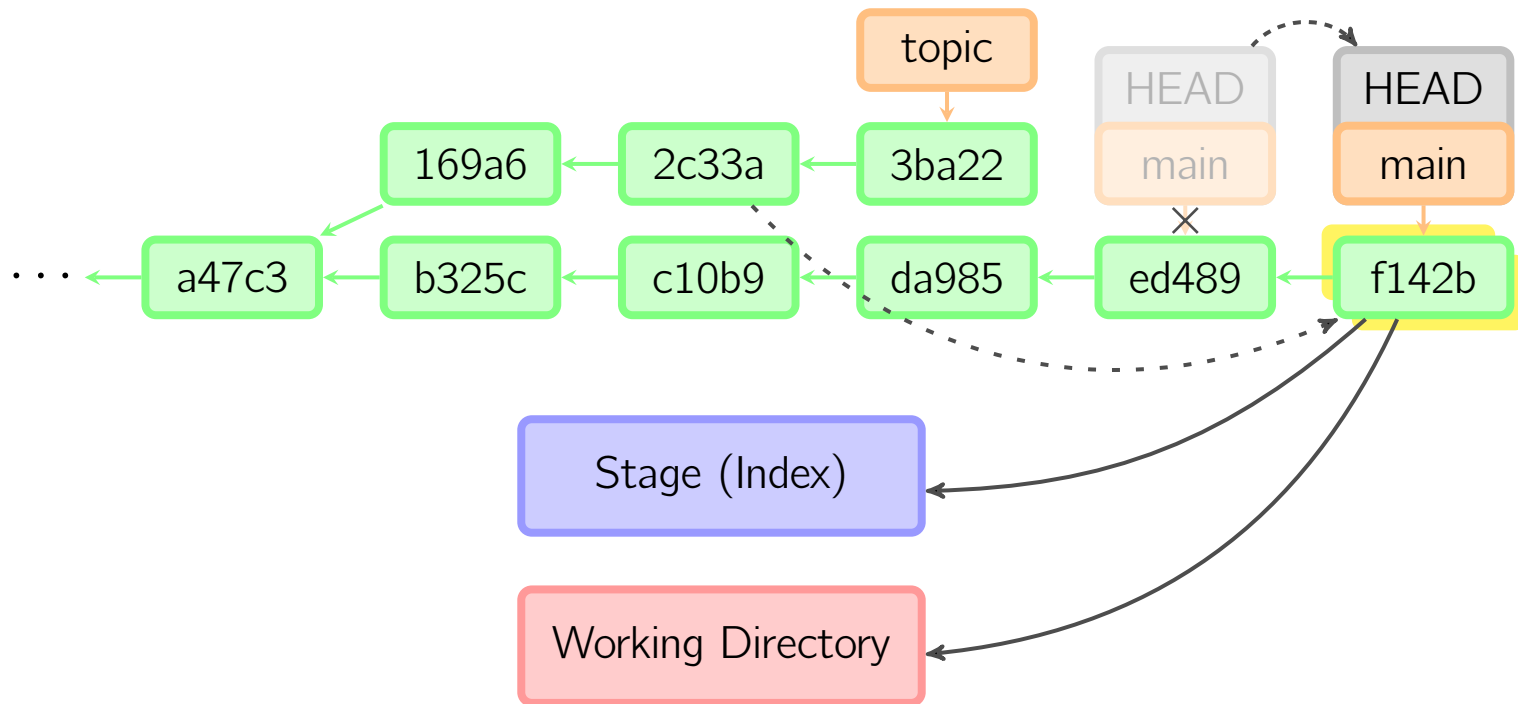 topic
HEAD
HEAD
169a6
2c33a
3ba22
main
main
...
a47c3
b325c
c10b9
da985
ed489
f142b
Stage (Index)
Working Directory